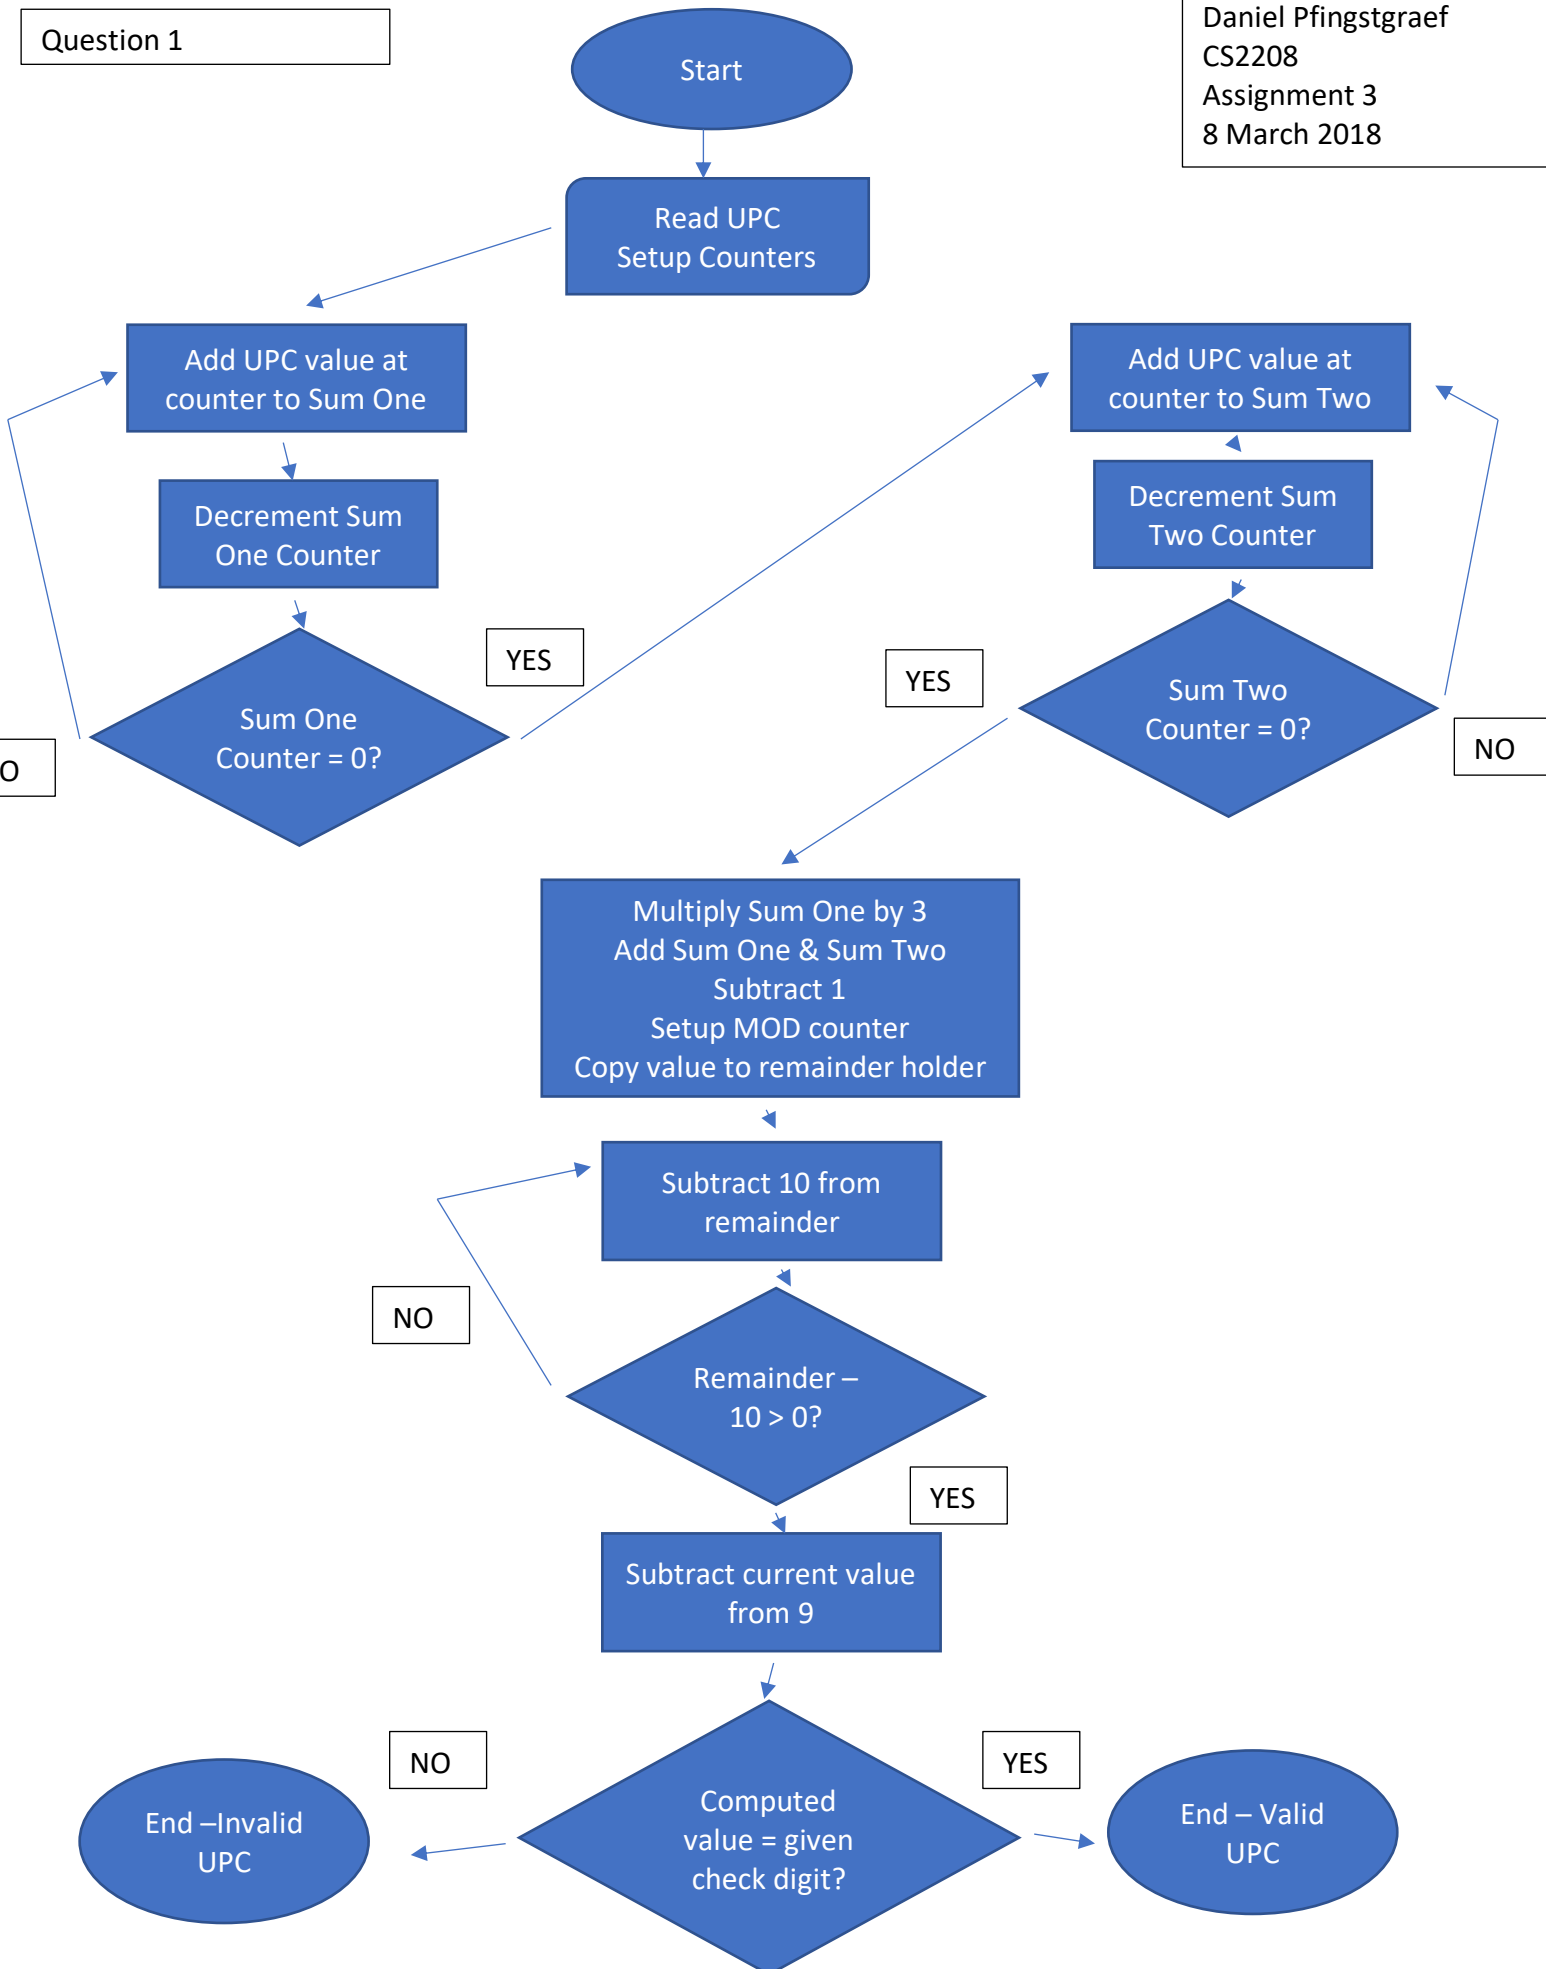 Question 1
Daniel Pfingstgraef
CS2208
Assignment 3
8 March 2018
Start
Read UPC
Setup Counters
Add UPC value at
counter to Sum One
Add UPC value at
counter to Sum Two
Decrement Sum
One Counter
Decrement Sum
Two Counter
YES
YES
Sum One
Counter = 0?
Sum Two
Counter = 0?
O
NO
Multiply Sum One by 3
Add Sum One & Sum Two
Subtract 1
Setup MOD counter
Copy value to remainder holder
Subtract 10 from
remainder
NO
Remainder –
10 > 0?
YES
Subtract current value
from 9
NO
YES
Computed
value = given
check digit?
End –Invalid
UPC
End – Valid
UPC